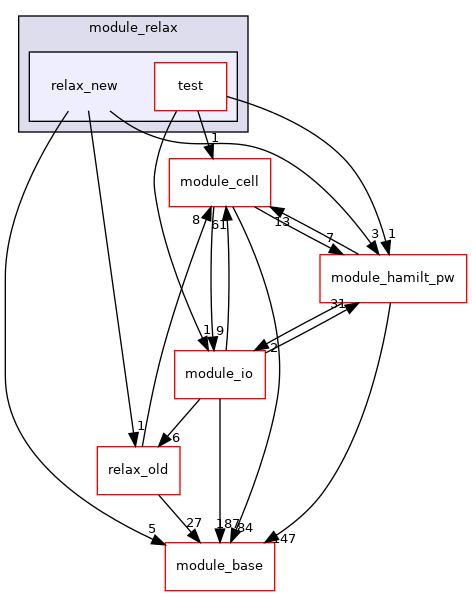 module_relax
relax_new
test
1
module_cell
8
61
13
7
3
1
module_hamilt_pw
31
1
9
2
module_io
1
6
relax_old
27
187
84
147
5
module_base